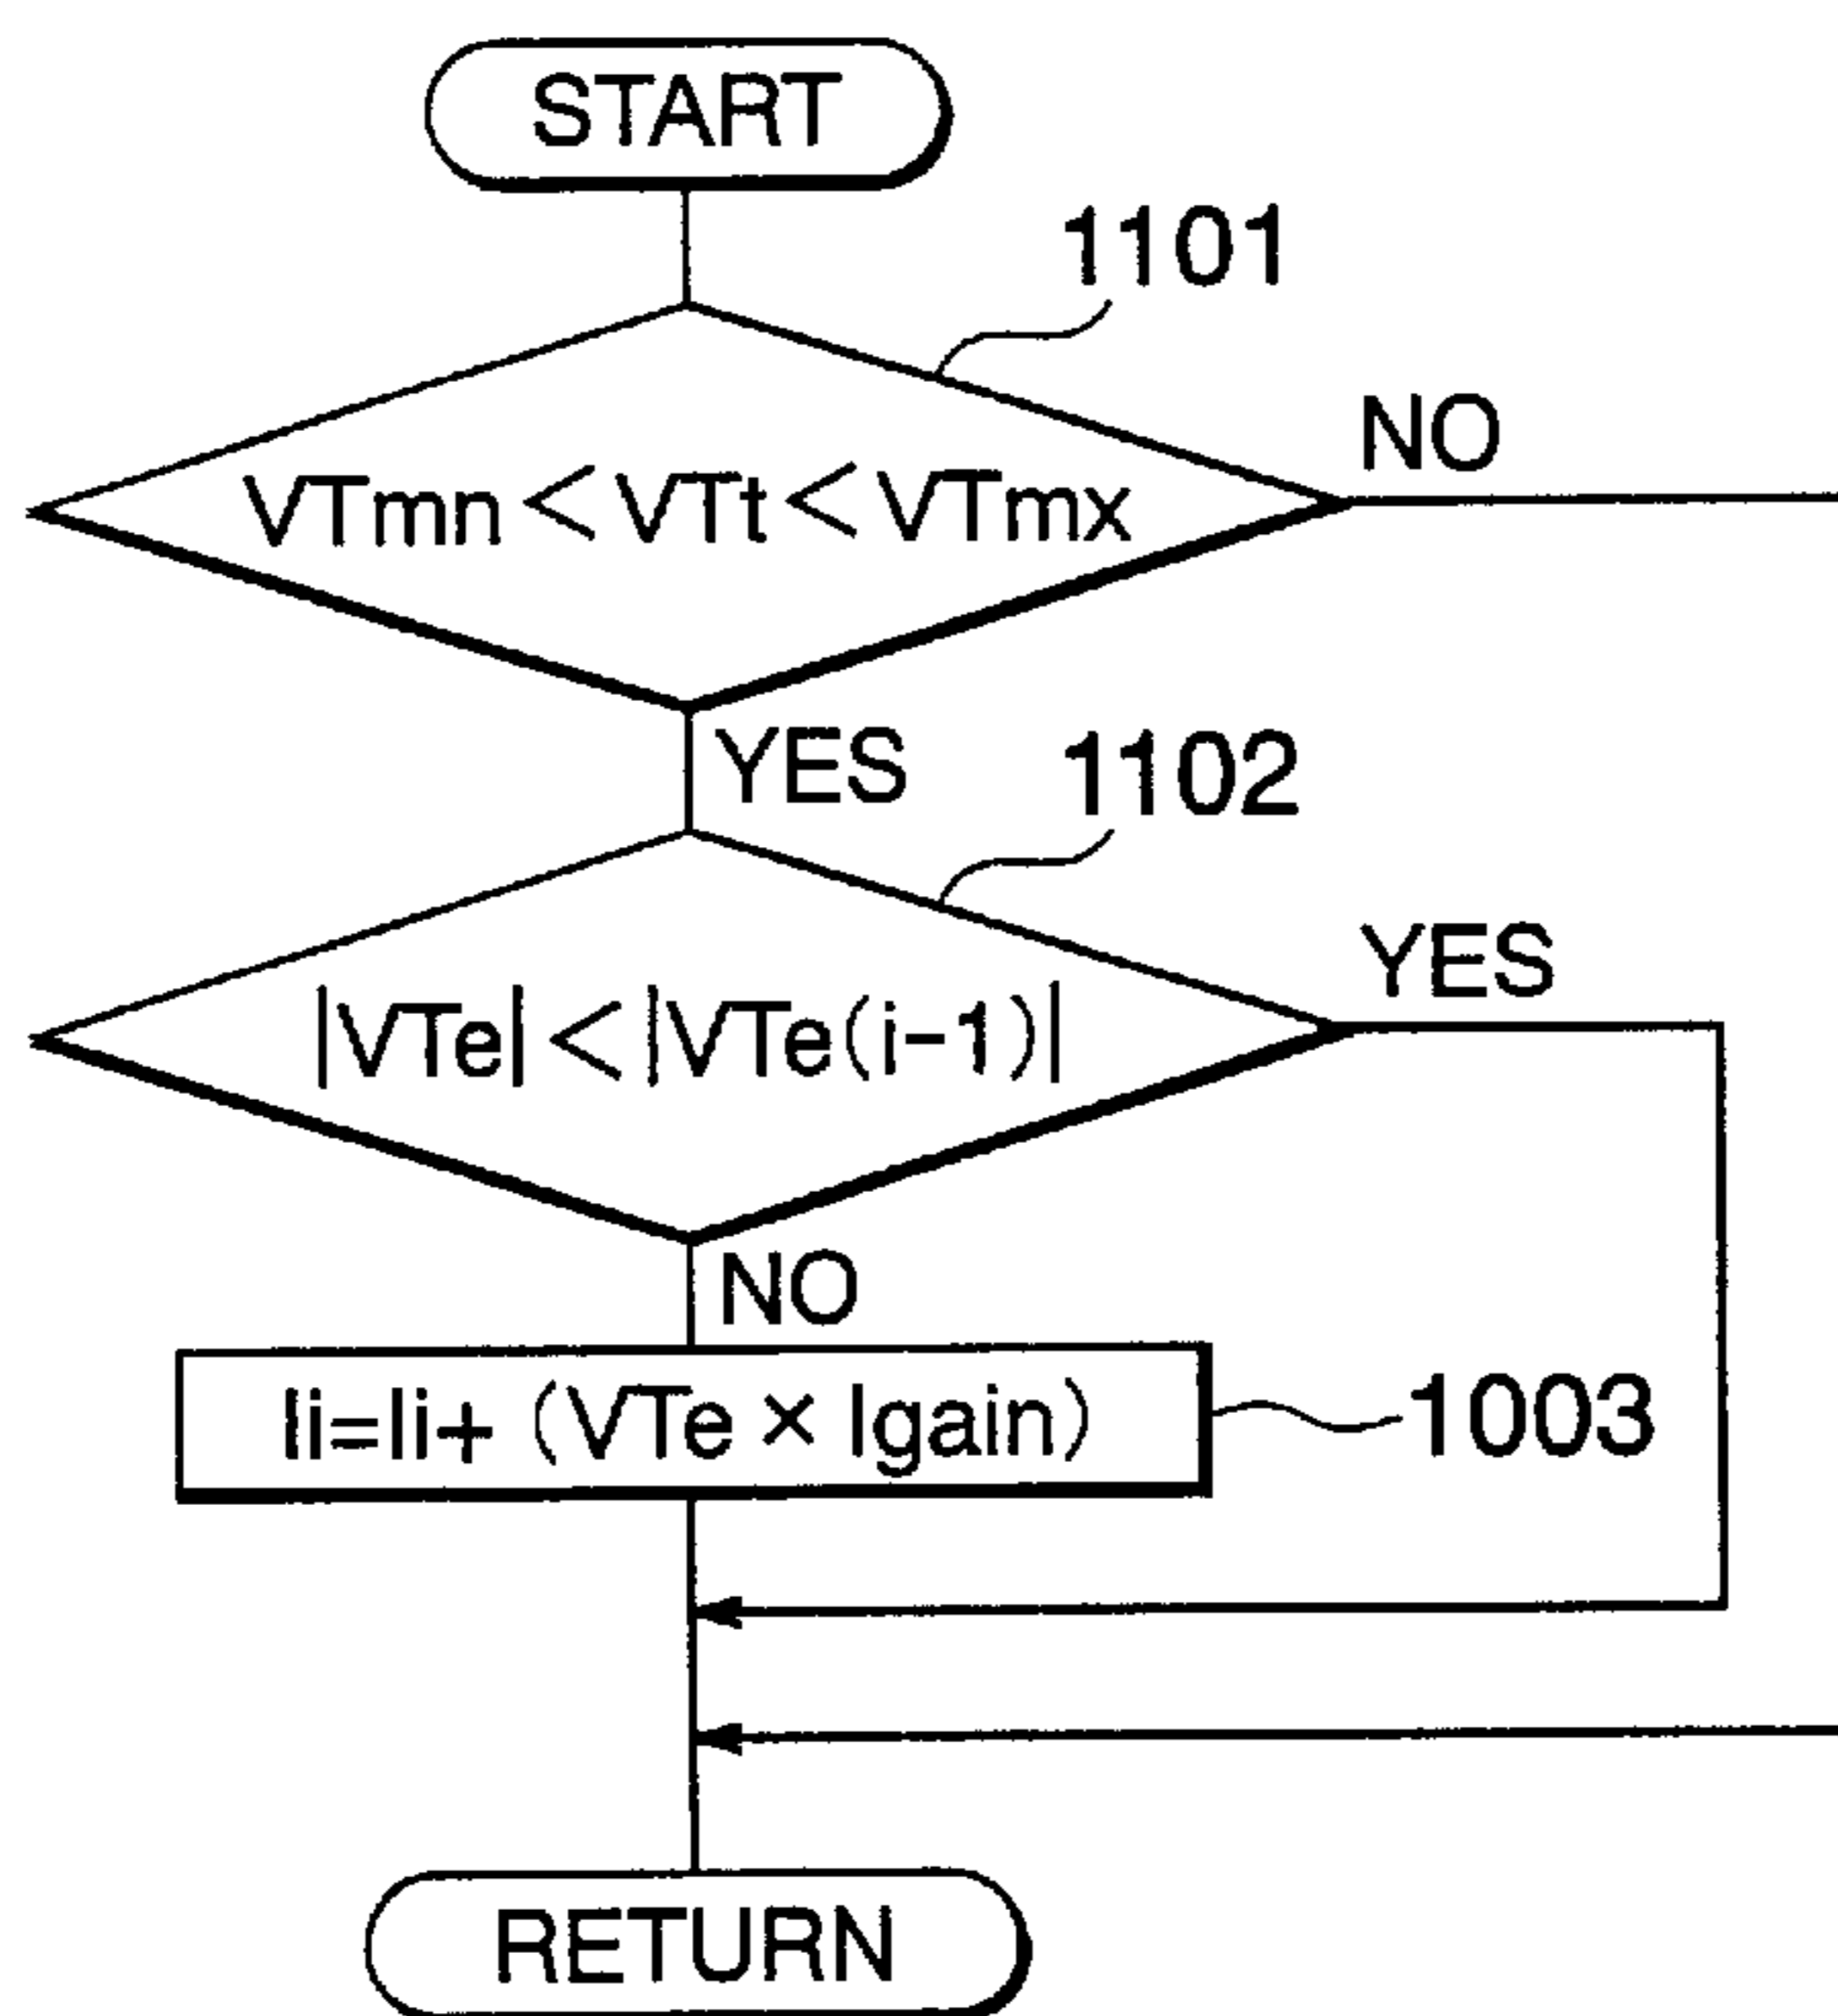 START
1101
NO
VTmn < VTt < VTmx
YES
1102
YES
|VTe| < |VTe(i-1)|
NO
Ii=Ii+ (VTe × Igain)
1003
RETURN